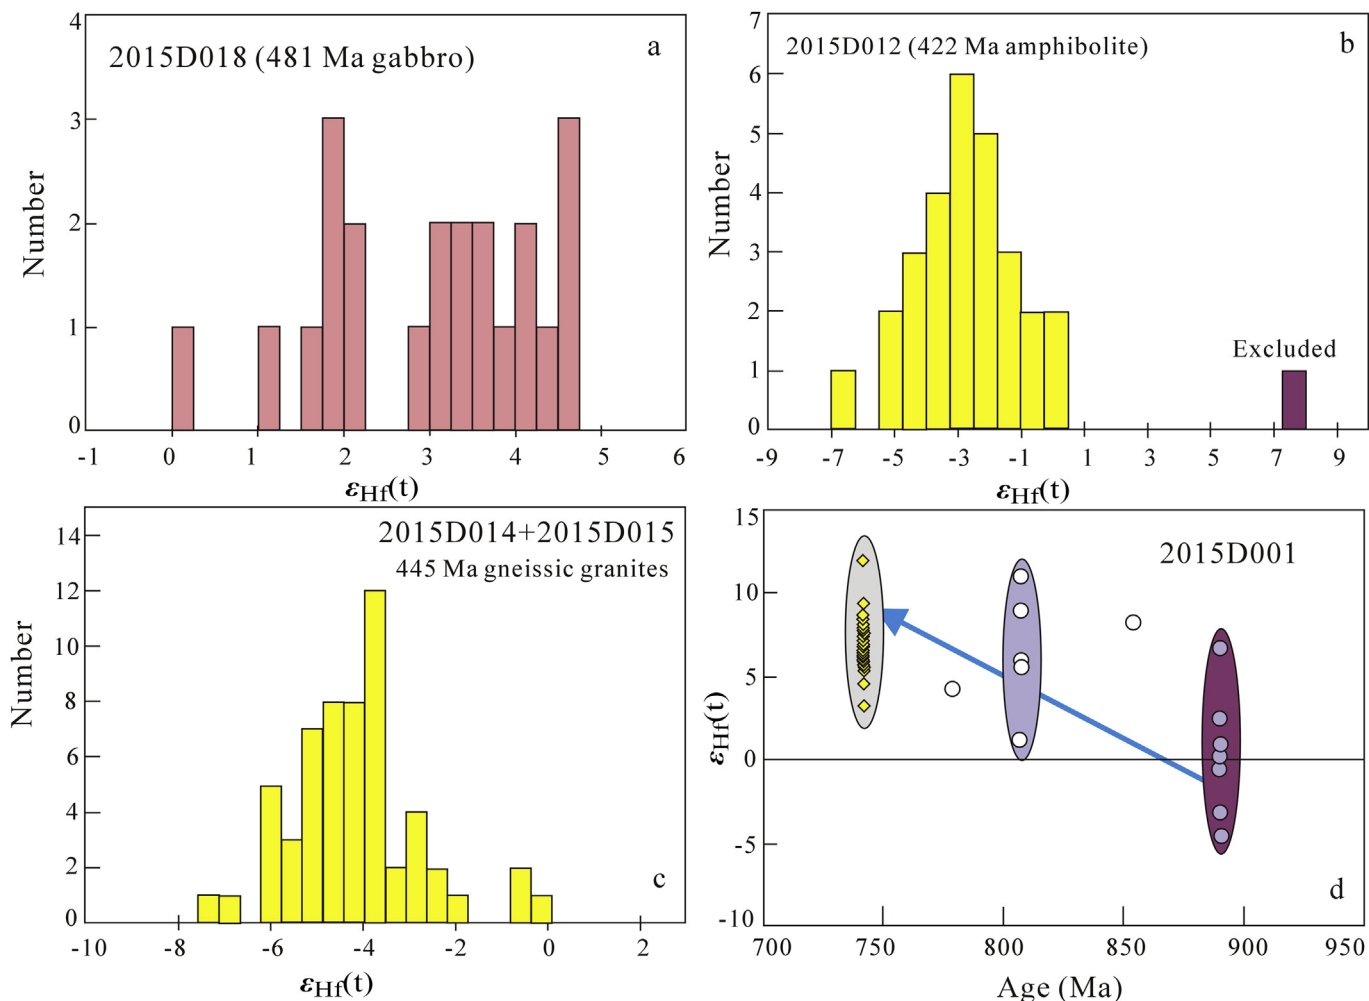 4
3
2
1
0
Number
2015D018 (481 Ma gabbro)
a
-1 0 1 2 3 4 5 6
εHf(t)
7
6
5
4
3
2
1
0
Number
2015D012 (422 Ma amphibolite)
b
Excluded
-9 -7 -5 -3 -1 1 3 5 7 9
εHf(t)
14
12
10
8
6
4
2
0
Number
2015D014+2015D015
445 Ma gneissic granites
c
-10 -8 -6 -4 -2 0 2
εHf(t)
15
10
5
0
-5
-10
εHf(t)
2015D001
d
700 750 800 850 900 950
Age (Ma)